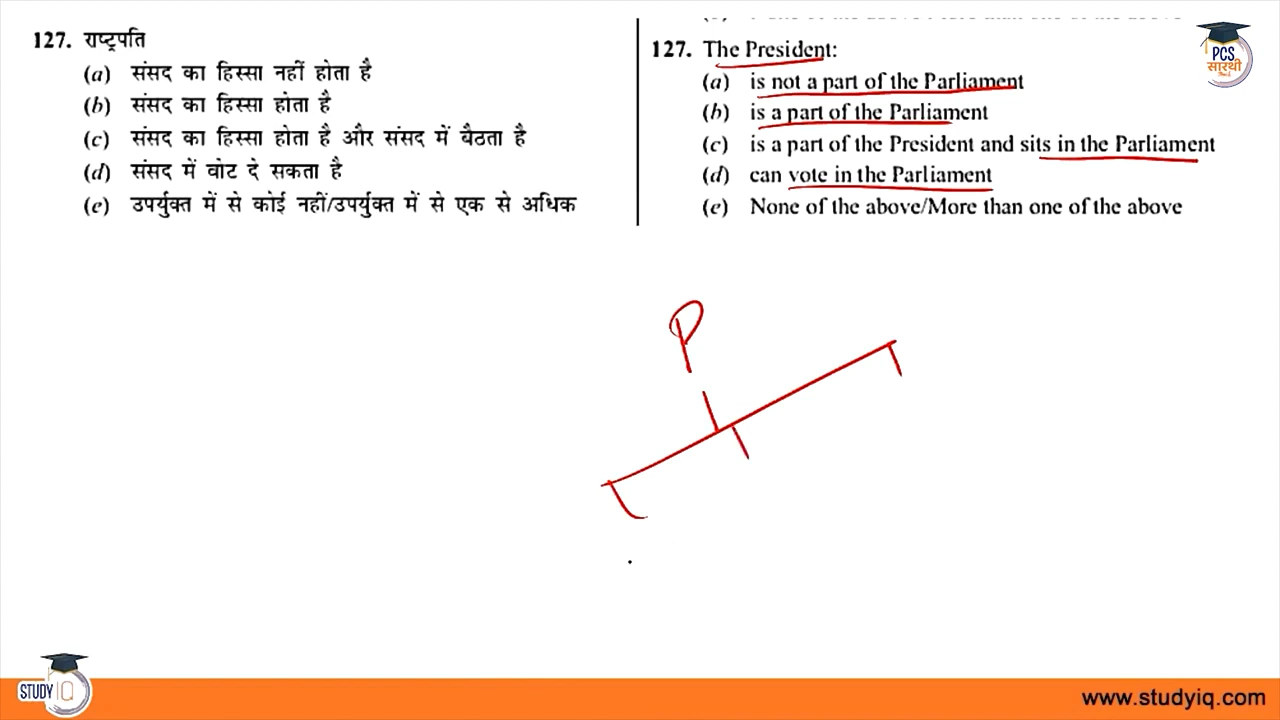 127. राष्ट्रपति
(a) संसद का हिस्सा नहीं होता है
(b) संसद का हिस्सा होता है
(c) संसद का हिस्सा होता है और संसद में बैठता है
(d) संसद में वोट दे सकता है
(e) उपर्युक्त में से कोई नहीं/उपर्युक्त में से एक से अधिक
127. The President:
(a) is not a part of the Parliament
(b) is a part of the Parliament
(c) is a part of the President and sits in the Parliament
(d) can vote in the Parliament
(e) None of the above/More than one of the above
PCS
सारथी
P
STUDY IQ
www.studyiq.com